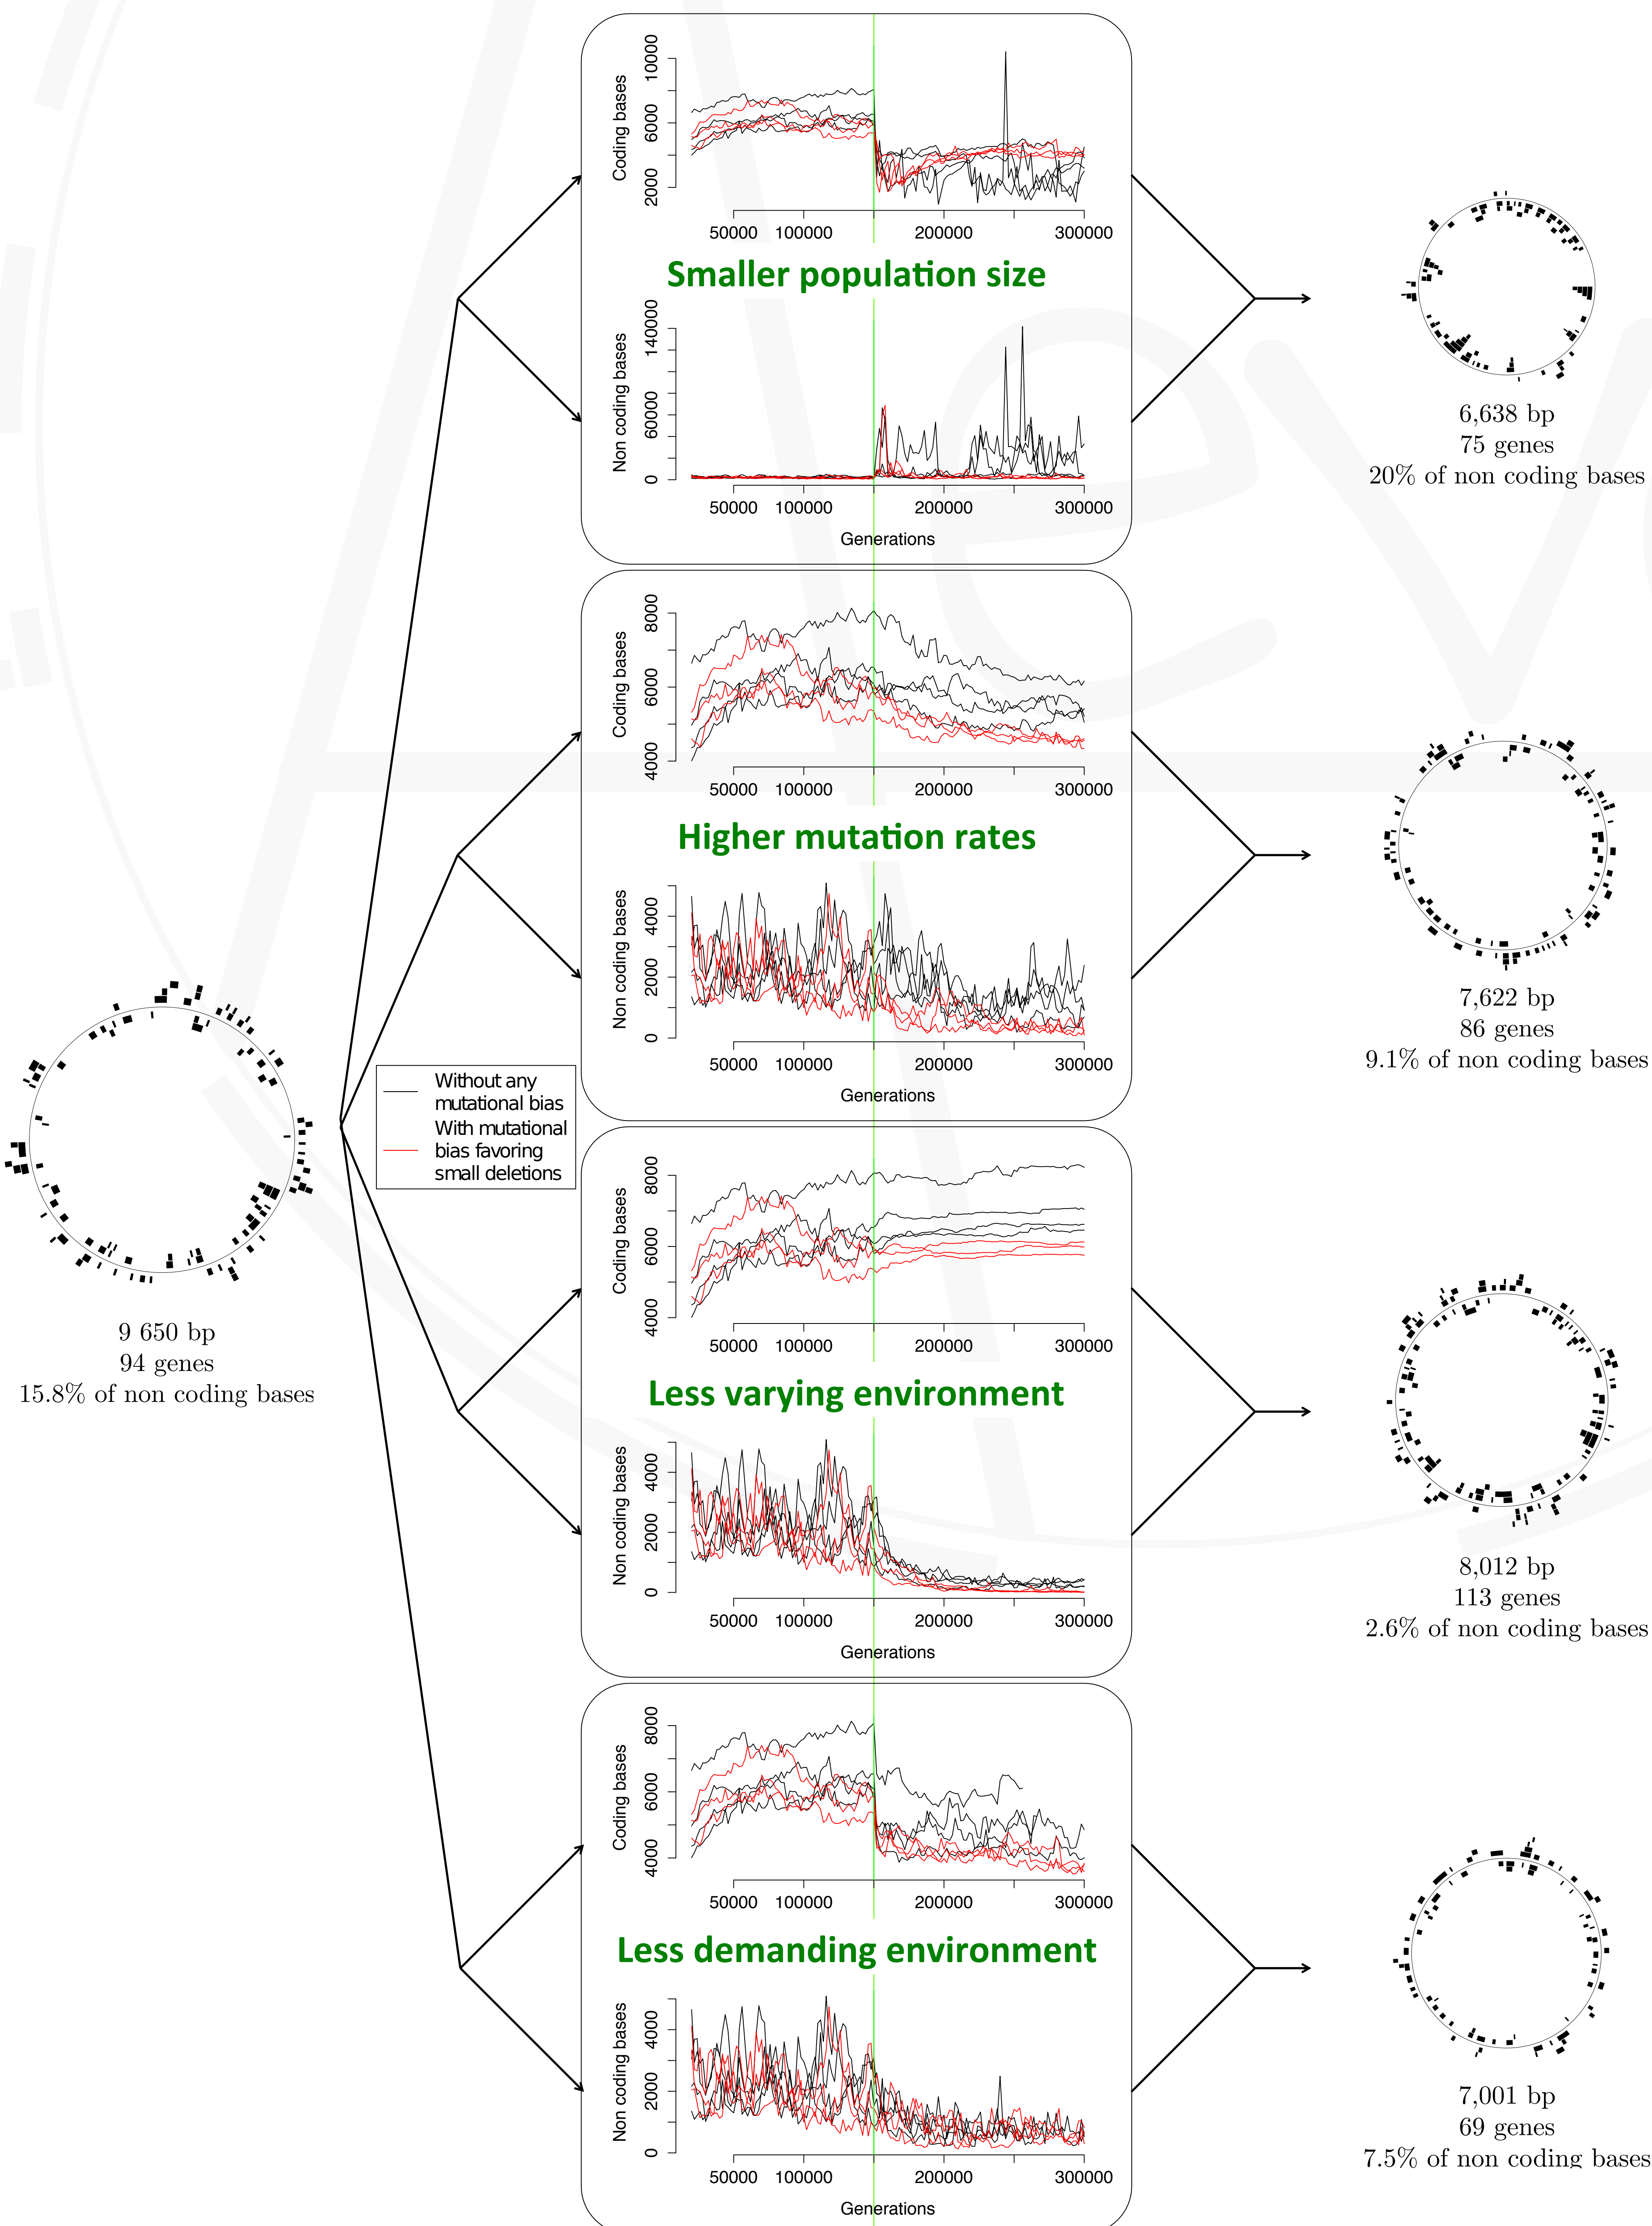 Coding bases
2000
6000
10000
50000 100000 200000 300000
Smaller population size
Non coding bases
0
60000
140000
50000 100000 200000 300000
Generations
6,638 bp
75 genes
20% of non coding bases
Coding bases
4000
6000
8000
50000 100000 200000 300000
Higher mutation rates
Non coding bases
0
2000
4000
50000 100000 200000 300000
Generations
7,622 bp
86 genes
9.1% of non coding bases
Without any
mutational bias
With mutational
bias favoring
small deletions
9 650 bp
94 genes
15.8% of non coding bases
Coding bases
4000
6000
8000
50000 100000 200000 300000
Less varying environment
Non coding bases
0
2000
4000
50000 100000 200000 300000
Generations
8,012 bp
113 genes
2.6% of non coding bases
Coding bases
4000
6000
8000
50000 100000 200000 300000
Less demanding environment
Non coding bases
0
2000
4000
50000 100000 200000 300000
Generations
7,001 bp
69 genes
7.5% of non coding bases